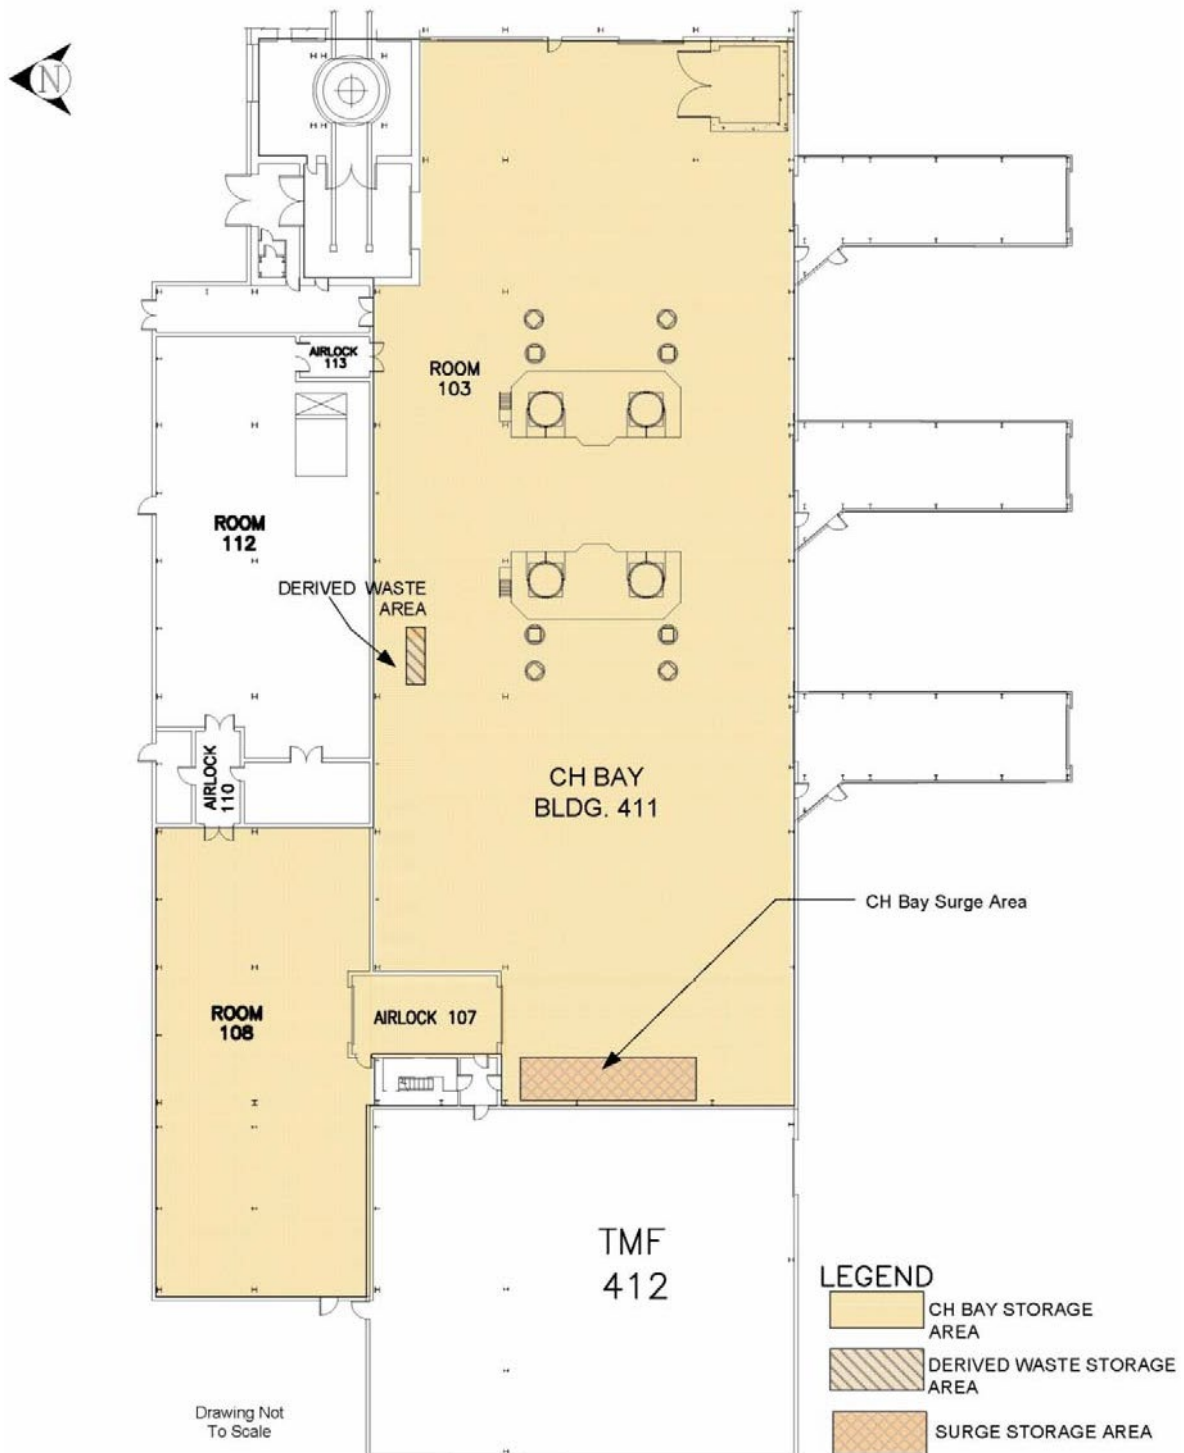 N
AIRLOCK
113
ROOM
103
ROOM
112
DERIVED WASTE
AREA
AIRLOCK
110
CH BAY
BLDG. 411
CH Bay Surge Area
ROOM
108
AIRLOCK 107
TMF
412
LEGEND
CH BAY STORAGE
AREA
DERIVED WASTE STORAGE
AREA
SURGE STORAGE AREA
Drawing Not
To Scale